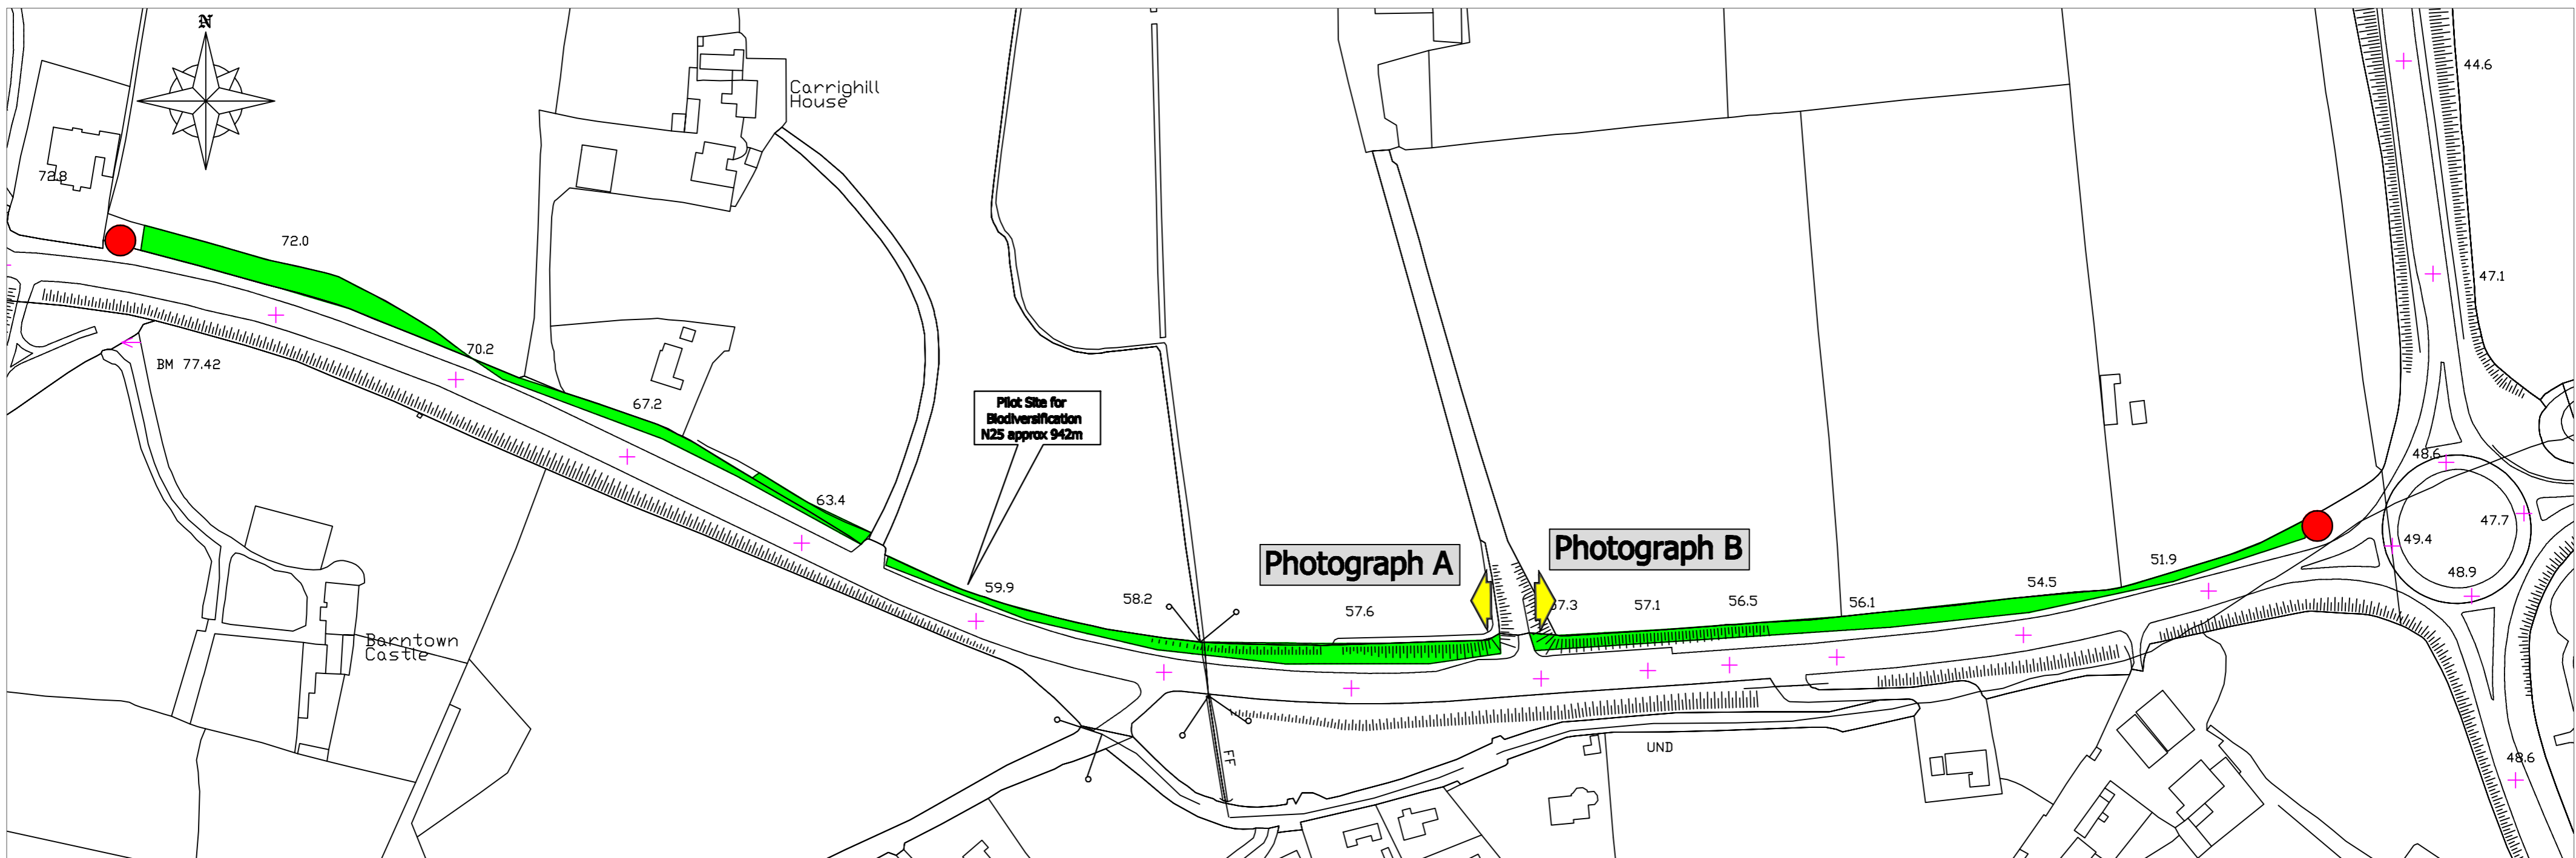 N
44.6
Carrighill
House
72.8
72.0
47.1
70.2
BM 77.42
67.2
Pilot Site for
Biodiversification
N25 approx 942m
48.6
63.4
47.7
49.4
Photograph A
Photograph B
51.9
48.9
59.9
58.2
57.6
57.1
56.5
56.1
54.5
Barntown
Castle
UND
FF
48.6